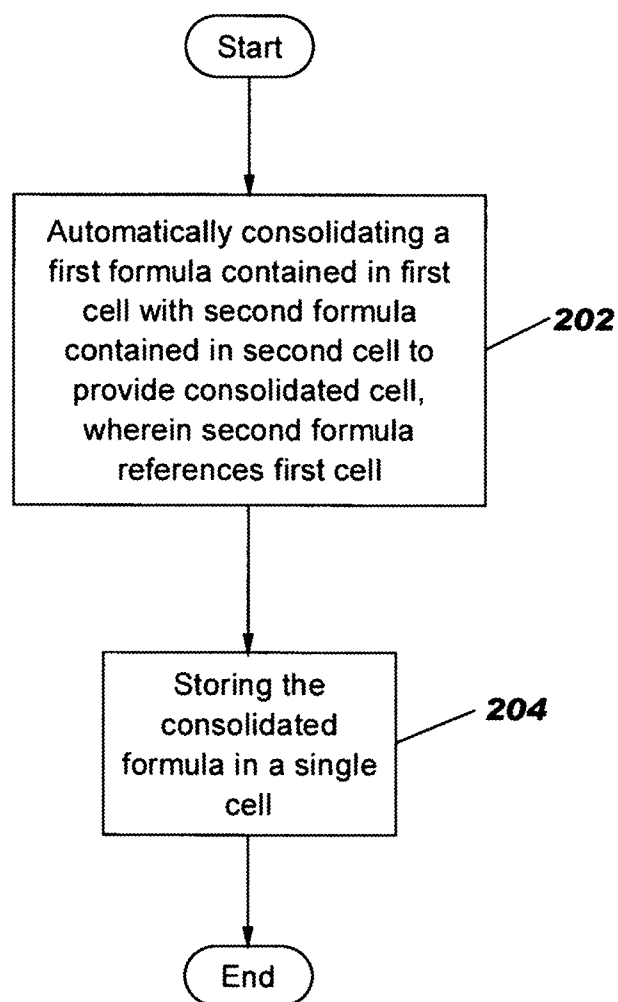 Start
Automatically consolidating a
first formula contained in first
cell with second formula
contained in second cell to
provide consolidated cell,
wherein second formula
references first cell
202
Storing the
consolidated
formula in a single
cell
204
End